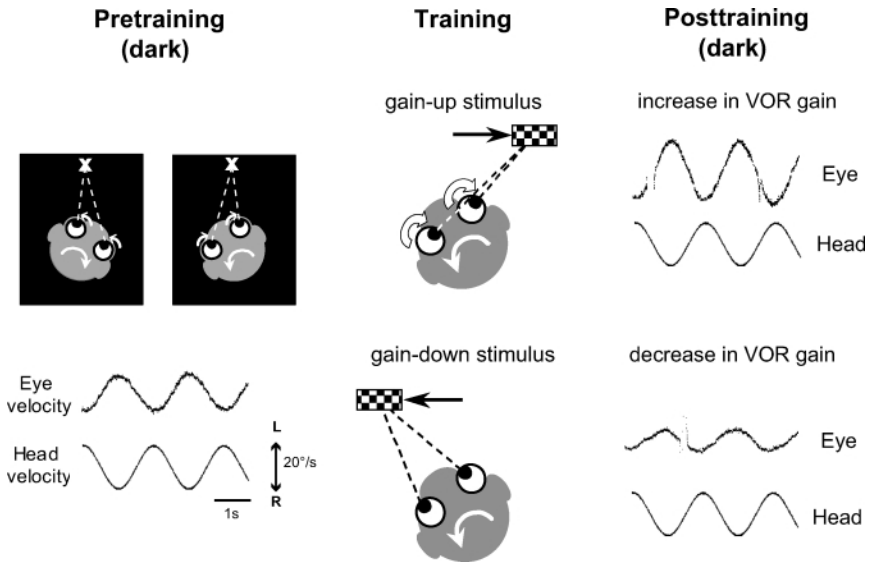 Pretraining
(dark)
Training
Posttraining
(dark)
gain-up stimulus
increase in VOR gain
X
X
Eye
Head
gain-down stimulus
decrease in VOR gain
Eye
velocity
Head
velocity
L
20°/s
R
1s
Eye
Head